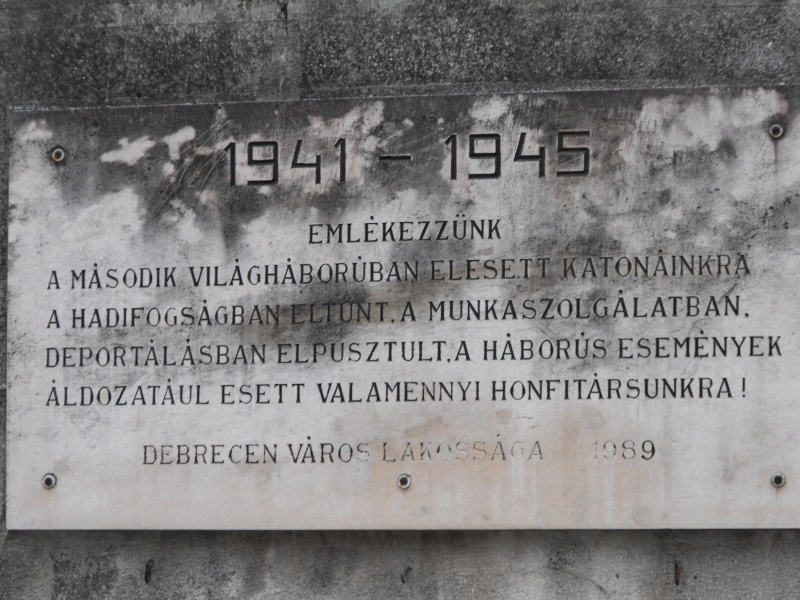 1941 – 1945
EMLÉKEZZÜNK
A MÁSODIK VILÁGHÁBORÚBAN ELESETT KATONÁINKRA
A HADIFOGSÁGBAN ELTÜNT, A MUNKASZOLGÁLATBAN,
DEPORTÁLÁSBAN ELPUSZTULT, A HÁBORÚS ESEMÉNYEK
ÁLDOZATÁUL ESETT VALAMENNYI HONFITÁRSUNKRA!
DEBRECEN VÁROS LAKOSSÁGA 1989